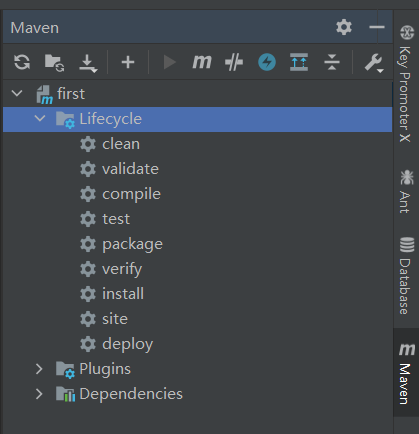 Maven
first
Lifecycle
clean
validate
compile
test
package
verify
install
site
deploy
Plugins
Dependencies
Key Promoter X
Ant
Database
Maven